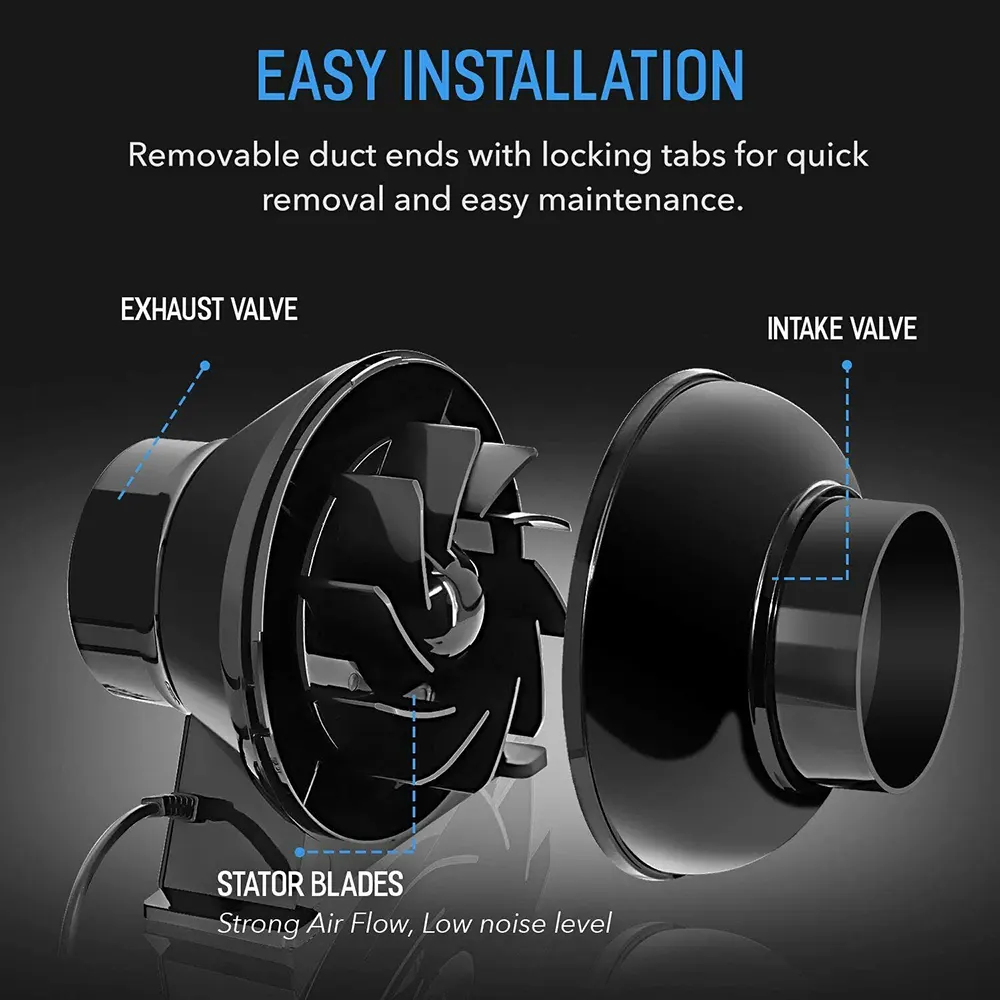 EASY INSTALLATION
Removable duct ends with locking tabs for quick
removal and easy maintenance.
EXHAUST VALVE
INTAKE VALVE
STATOR BLADES
Strong Air Flow, Low noise level